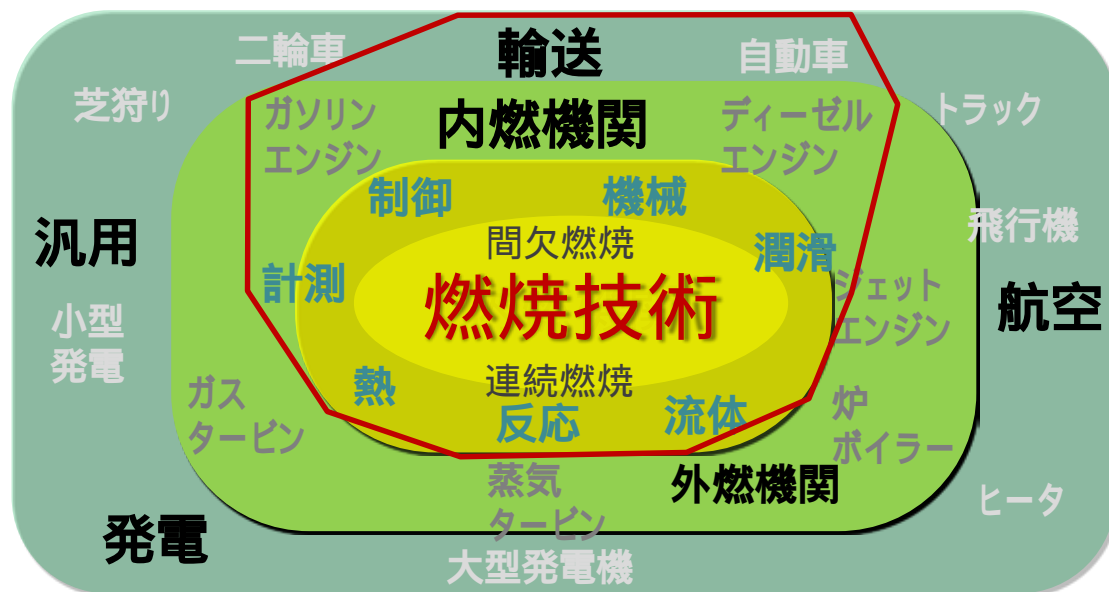 二輪車
輸送
自動車
芝狩り
ガソリン
エンジン
内燃機関
ディーゼル
エンジン
トラック
制御
機械
飛行機
汎用
間欠燃焼
潤滑
計測
燃焼技術
ジェット
エンジン
航空
小型
発電
熱
連続燃焼
ガス
タービン
反応
流体
炉
ボイラー
蒸気
タービン
外燃機関
ヒータ
発電
大型発電機